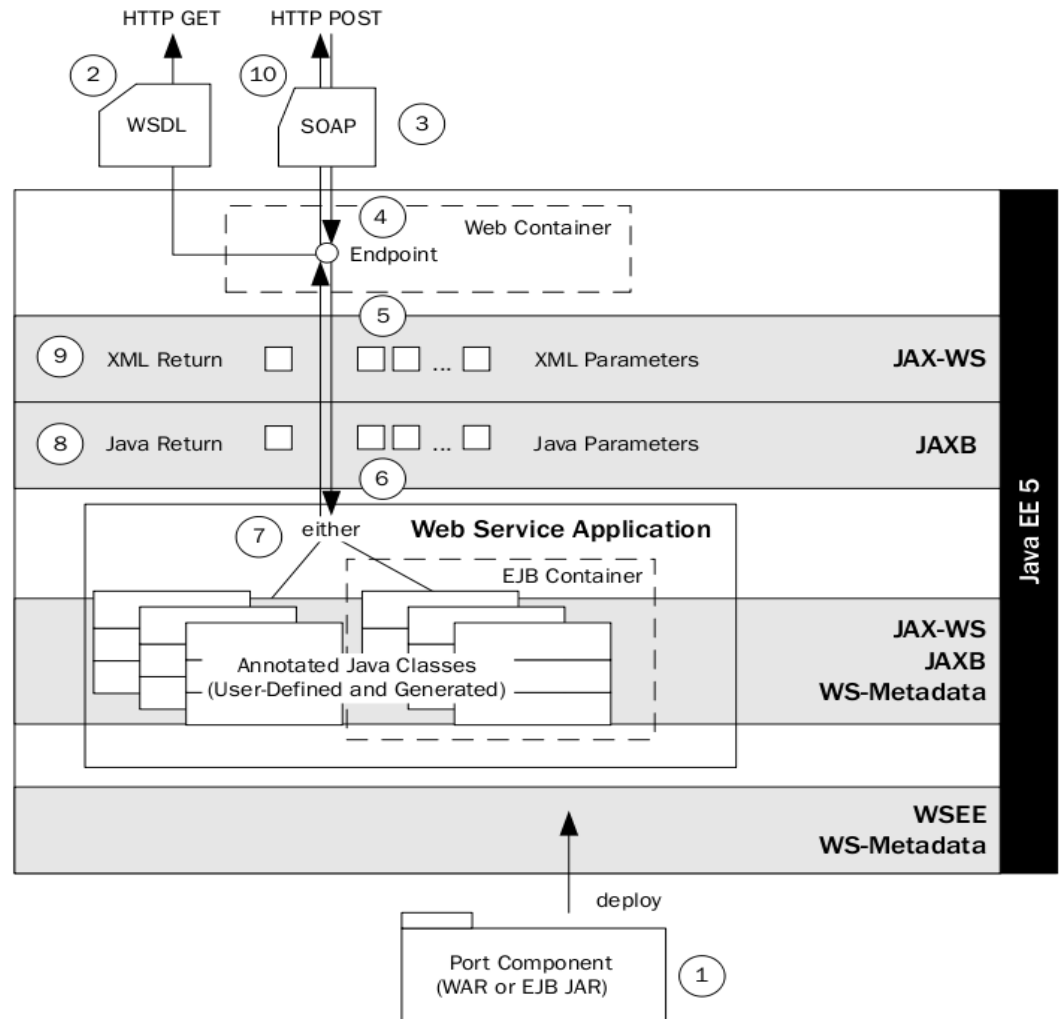 HTTP GET
HTTP POST
2
10
WSDL
SOAP
3
4
Web Container
Endpoint
5
9
XML Return
...
XML Parameters
JAX-WS
8
Java Return
...
Java Parameters
JAXB
6
7
either
Web Service Application
EJB Container
Annotated Java Classes
(User-Defined and Generated)
JAX-WS
JAXB
WS-Metadata
Java EE 5
WSEE
WS-Metadata
deploy
Port Component
(WAR or EJB JAR)
1